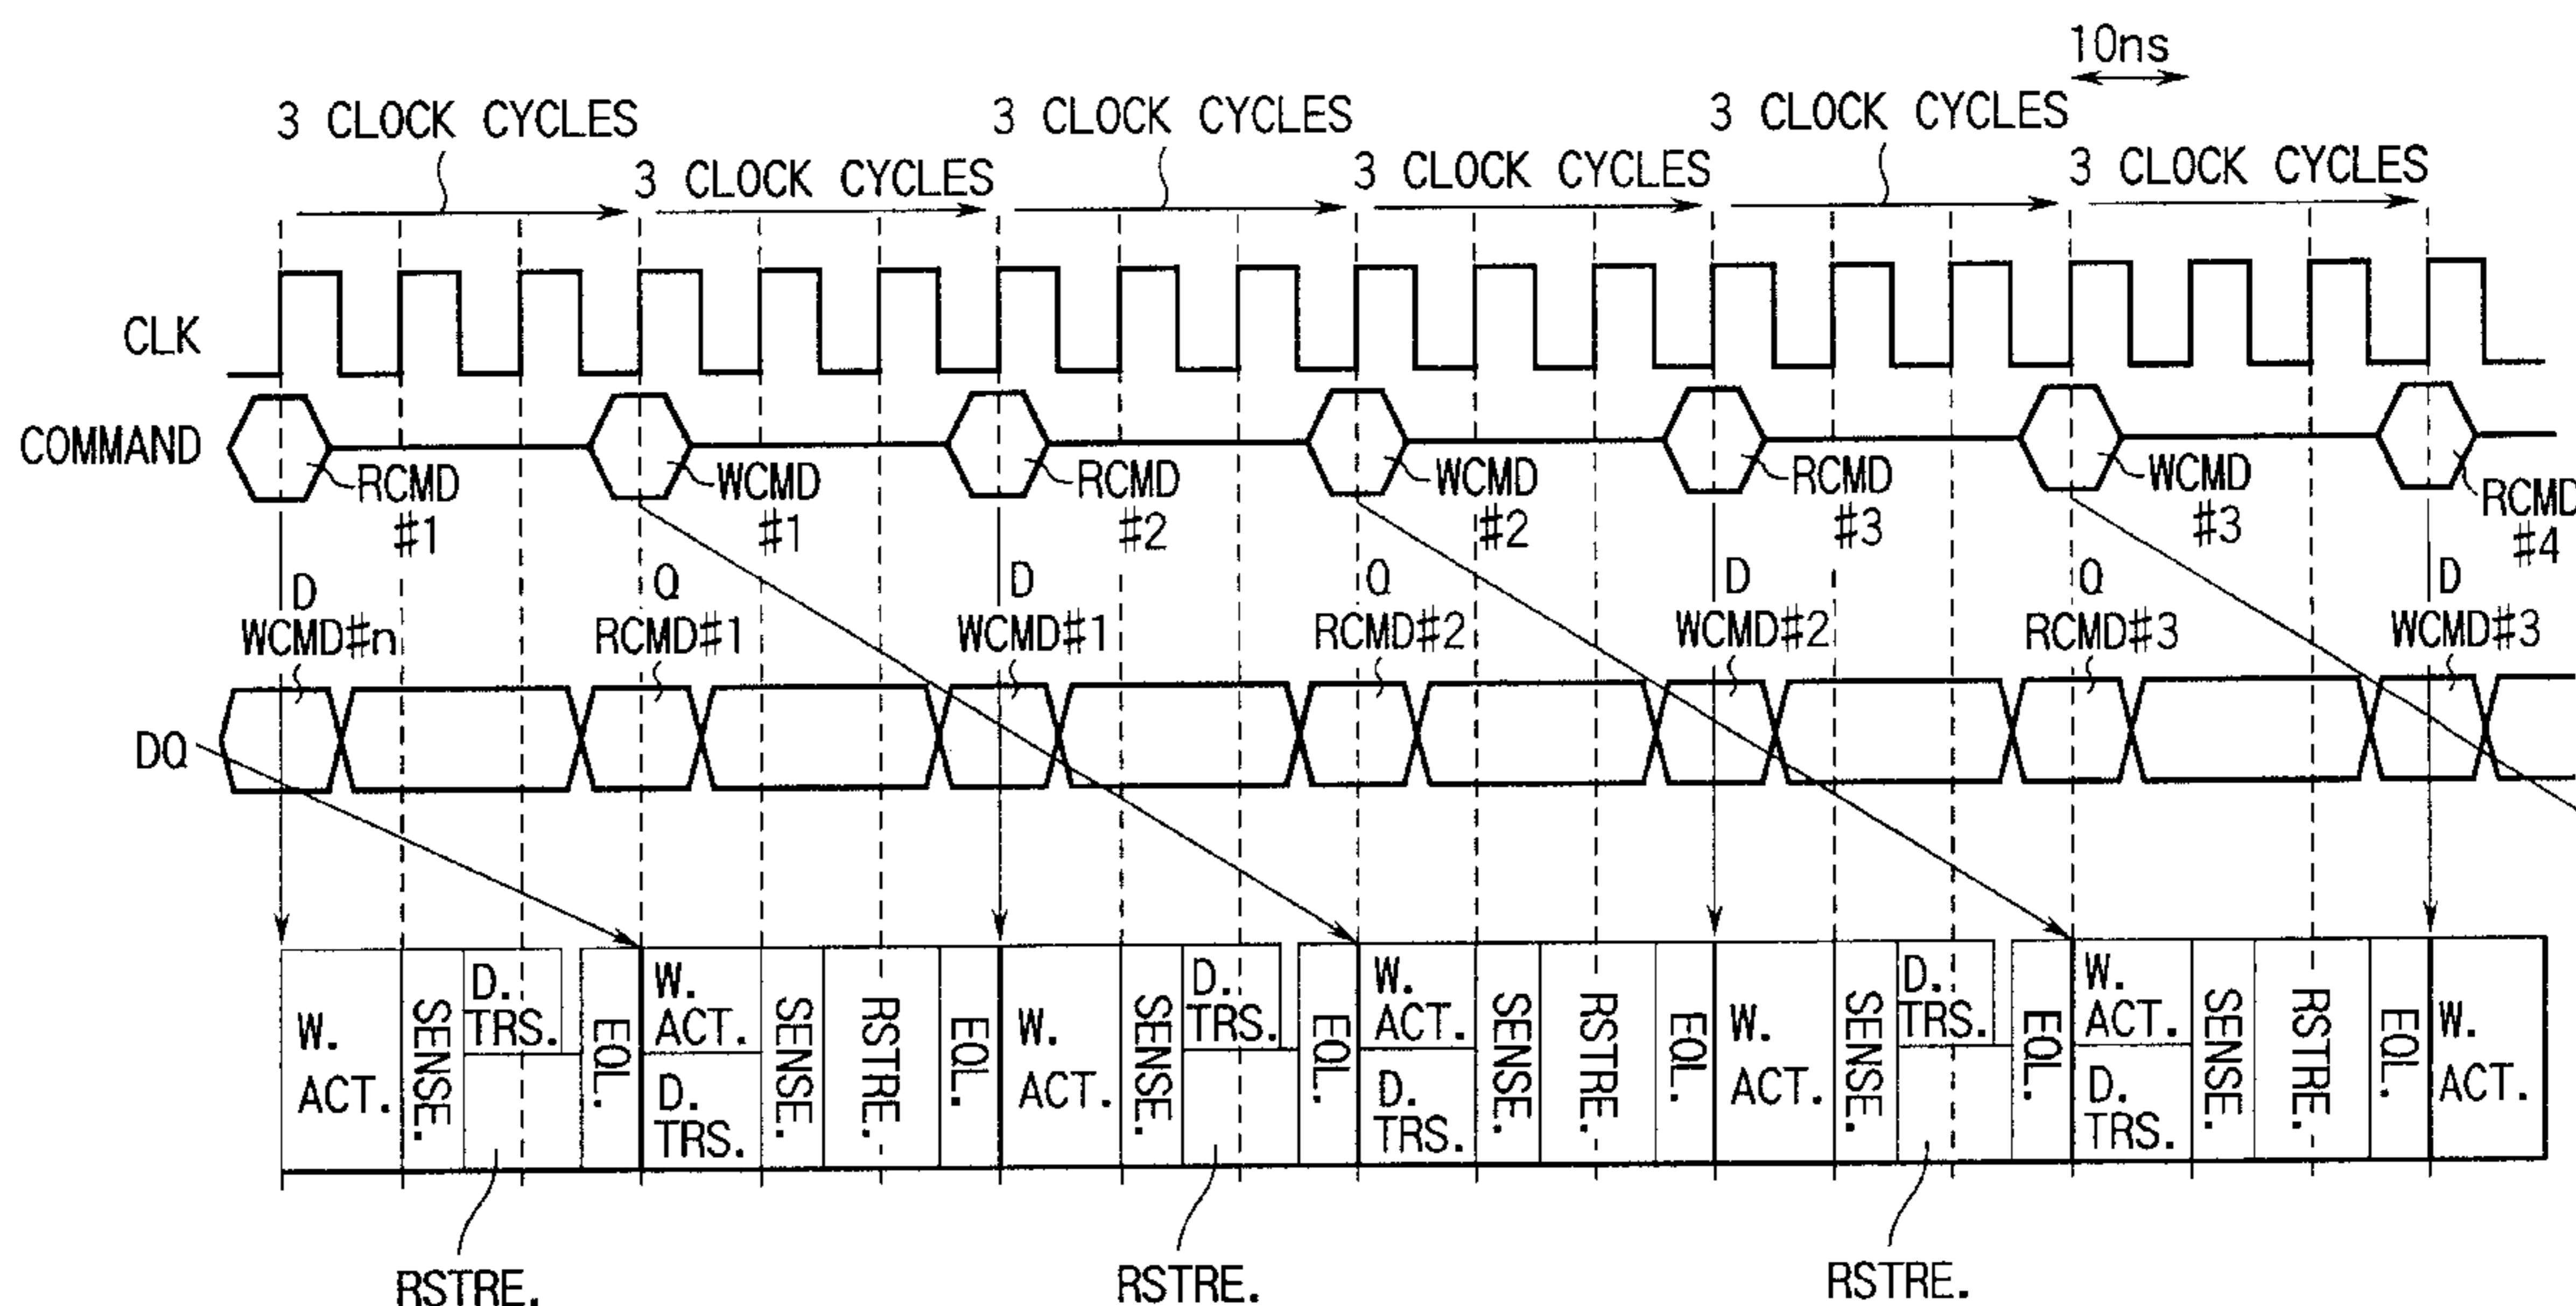 10ns
3 CLOCK CYCLES 3 CLOCK CYCLES 3 CLOCK CYCLES
3 CLOCK CYCLES 3 CLOCK CYCLES 3 CLOCK CYCLES
CLK
COMMAND
RCMD #1
WCMD #1
RCMD #2
WCMD #2
RCMD #3
WCMD #3
RCMD #4
D WCMD#n
Q RCMD#1
D WCMD#1
Q RCMD#2
D WCMD#2
Q RCMD#3
D WCMD#3
DQ
W. ACT.
SENSE.
D. TRS.
EQL.
W. ACT.
D. TRS.
SENSE.
RSTRE.
EQL.
W. ACT.
SENSE.
D. TRS.
EQL.
W. ACT.
D. TRS.
SENSE.
RSTRE.
EQL.
W. ACT.
SENSE.
D. TRS.
EQL.
W. ACT.
D. TRS.
SENSE.
RSTRE.
EQL.
W. ACT.
RSTRE. RSTRE. RSTRE.